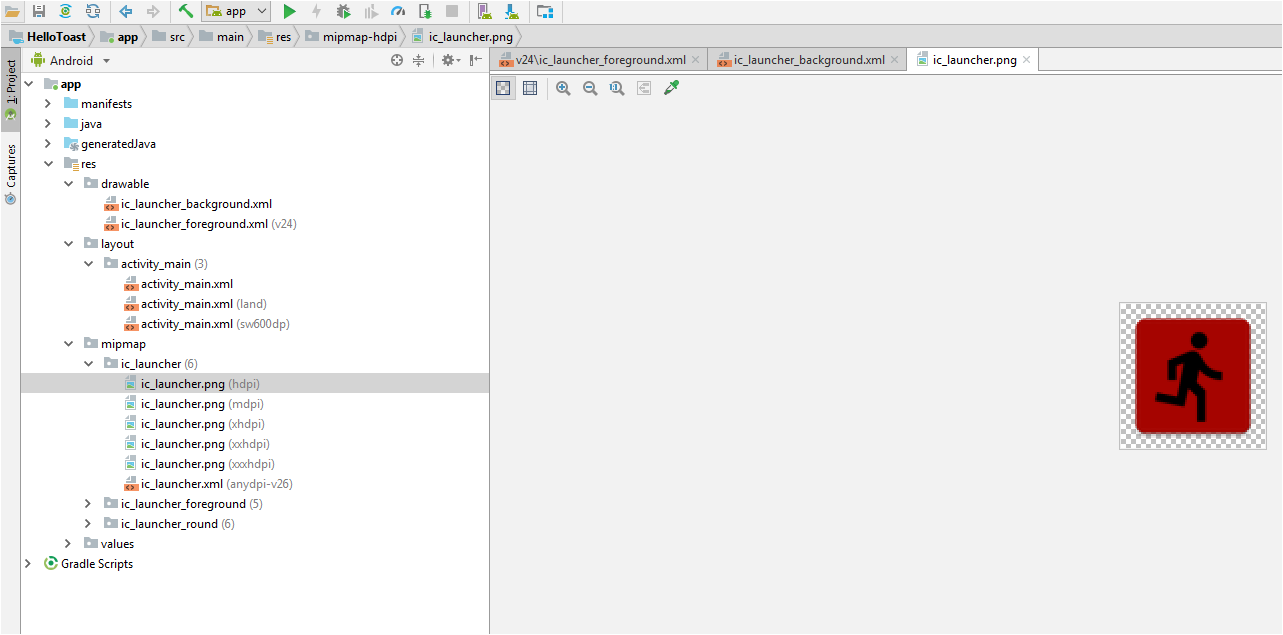 app
HelloToast app src main res mipmap-hdpi ic_launcher.png
1: Project
Captures
Android
v24\ic_launcher_foreground.xml ic_launcher_background.xml ic_launcher.png
app
manifests
java
generatedJava
res
drawable
ic_launcher_background.xml
ic_launcher_foreground.xml (v24)
layout
activity_main (3)
activity_main.xml
activity_main.xml (land)
activity_main.xml (sw600dp)
mipmap
ic_launcher (6)
ic_launcher.png (hdpi)
ic_launcher.png (mdpi)
ic_launcher.png (xhdpi)
ic_launcher.png (xxhdpi)
ic_launcher.png (xxxhdpi)
ic_launcher.xml (anydpi-v26)
ic_launcher_foreground (5)
ic_launcher_round (6)
values
Gradle Scripts